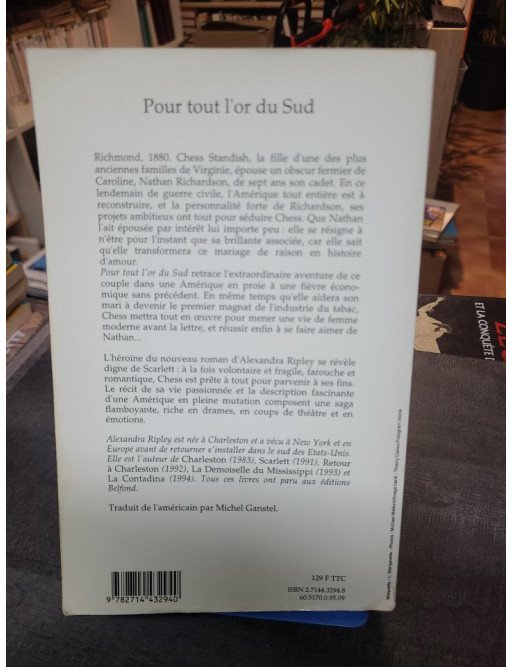 Pour tout l'or du Sud
Richmond, 1880. Chess Standish, la fille d'une des plus
anciennes familles de Virginie, épouse un obscur fermier de
Caroline, Nathan Richardson, de sept ans son cadet. En ce
lendemain de guerre civile, l'Amérique tout entière est à
reconstruire, et la personnalité forte de Richardson, ses
projets ambitieux ont tout pour séduire Chess. Que Nathan
l'ait épousée par intérêt lui importe peu : elle se résigne à
n'être pour l'instant que sa brillante associée, car elle sait
qu'elle transformera ce mariage de raison en histoire
d'amour.
Pour tout l'or du Sud retrace l'extraordinaire aventure de ce
couple dans une Amérique en proie à une fièvre écono-
mique sans précédent. En même temps qu'elle aidera son
mari à devenir le premier magnat de l'industrie du tabac,
Chess mettra tout en œuvre pour mener une vie de femme
moderne avant la lettre, et réussir enfin à se faire aimer de
Nathan...
L'héroïne du nouveau roman d'Alexandra Ripley se révèle
digne de Scarlett : à la fois volontaire et fragile, farouche et
romantique, Chess est prête à tout pour parvenir à ses fins.
Le récit de sa vie passionnée et la description fascinante
d'une Amérique en pleine mutation composent une saga
flamboyante, riche en drames, en coups de théâtre et en
émotions.
Alexandra Ripley est née à Charleston et a vécu à New York et en
Europe avant de retourner s'installer dans le sud des Etats-Unis.
Elle est l'auteur de Charleston (1983), Scarlett (1991), Retour
à Charleston (1992), La Demoiselle du Mississippi (1993) et
La Contadina (1994). Tous ces livres ont paru aux éditions
Belfond.
Traduit de l'américain par Michel Ganstel.
129 F TTC
ISBN 2.7144.3294.8
60.5170.0.95.09
9 782714 432940
ET LA CONQUÊTE